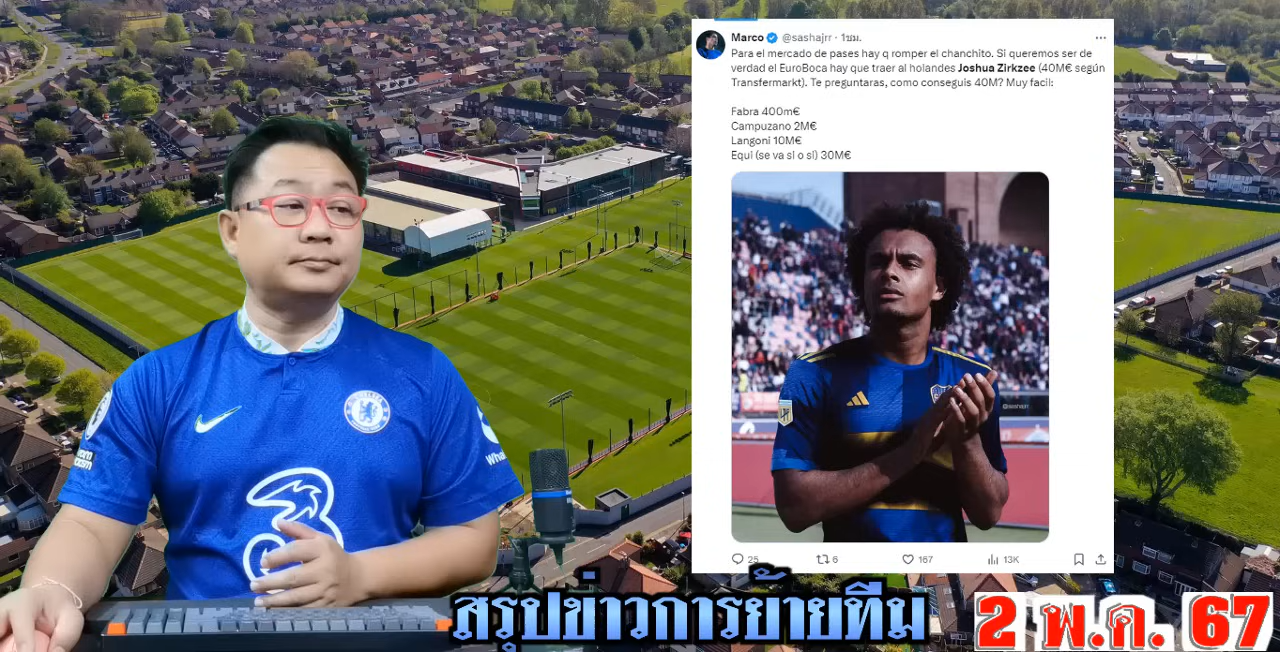 Marco @sashajrr · 1ชม.
Para el mercado de pases hay q romper el chanchito. Si queremos ser de
verdad el EuroBoca hay que traer al holandes Joshua Zirkzee (40M€ según
Transfermarkt). Te preguntaras, como conseguis 40M? Muy facil:
Fabra 400m€
Campuzano 2M€
Langoni 10M€
Equi (se va si o si) 30M€
@sashajrr
25 6 167 13K
3
สรุปข่าวการย้ายทีม
2 พ.ค. 67